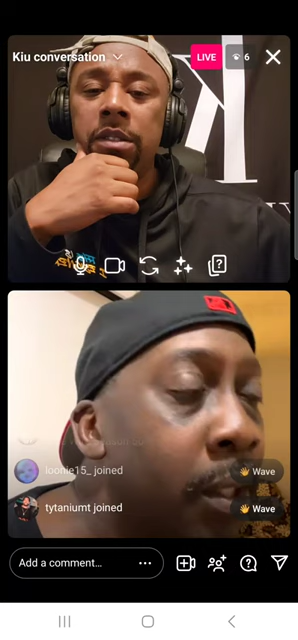 Kiu conversation
LIVE
6
loonie15_ joined
Wave
tytaniumt joined
Wave
Add a comment...